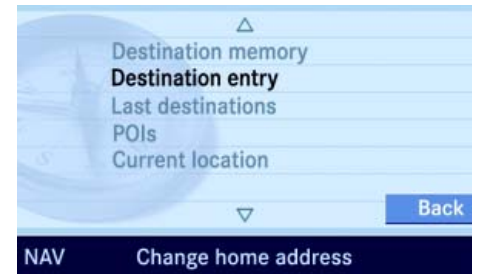 Destination memory
Destination entry
Last destinations
POIs
Current location
Back
NAV Change home address